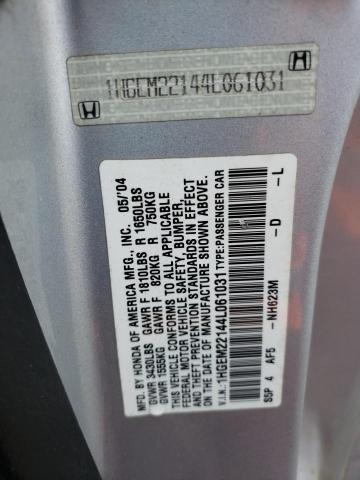 1HGEM22144L061031
MFD. BY HONDA OF AMERICA MFG., INC. 05/'04
GVWR 3430LBS GAWR F 1810LBS R 1650LBS
GVWR 1555KG GAWR F 820KG R 750KG
THIS VEHICLE CONFORMS TO ALL APPLICABLE
FEDERAL MOTOR VEHICLE SAFETY, BUMPER,
AND THEFT PREVENTION STANDARDS IN EFFECT
ON THE DATE OF MANUFACTURE SHOWN ABOVE.
V.I.N.: 1HGEM22144L061031 TYPE: PASSENGER CAR
S5P 4 AF5 -NH623M -D -L